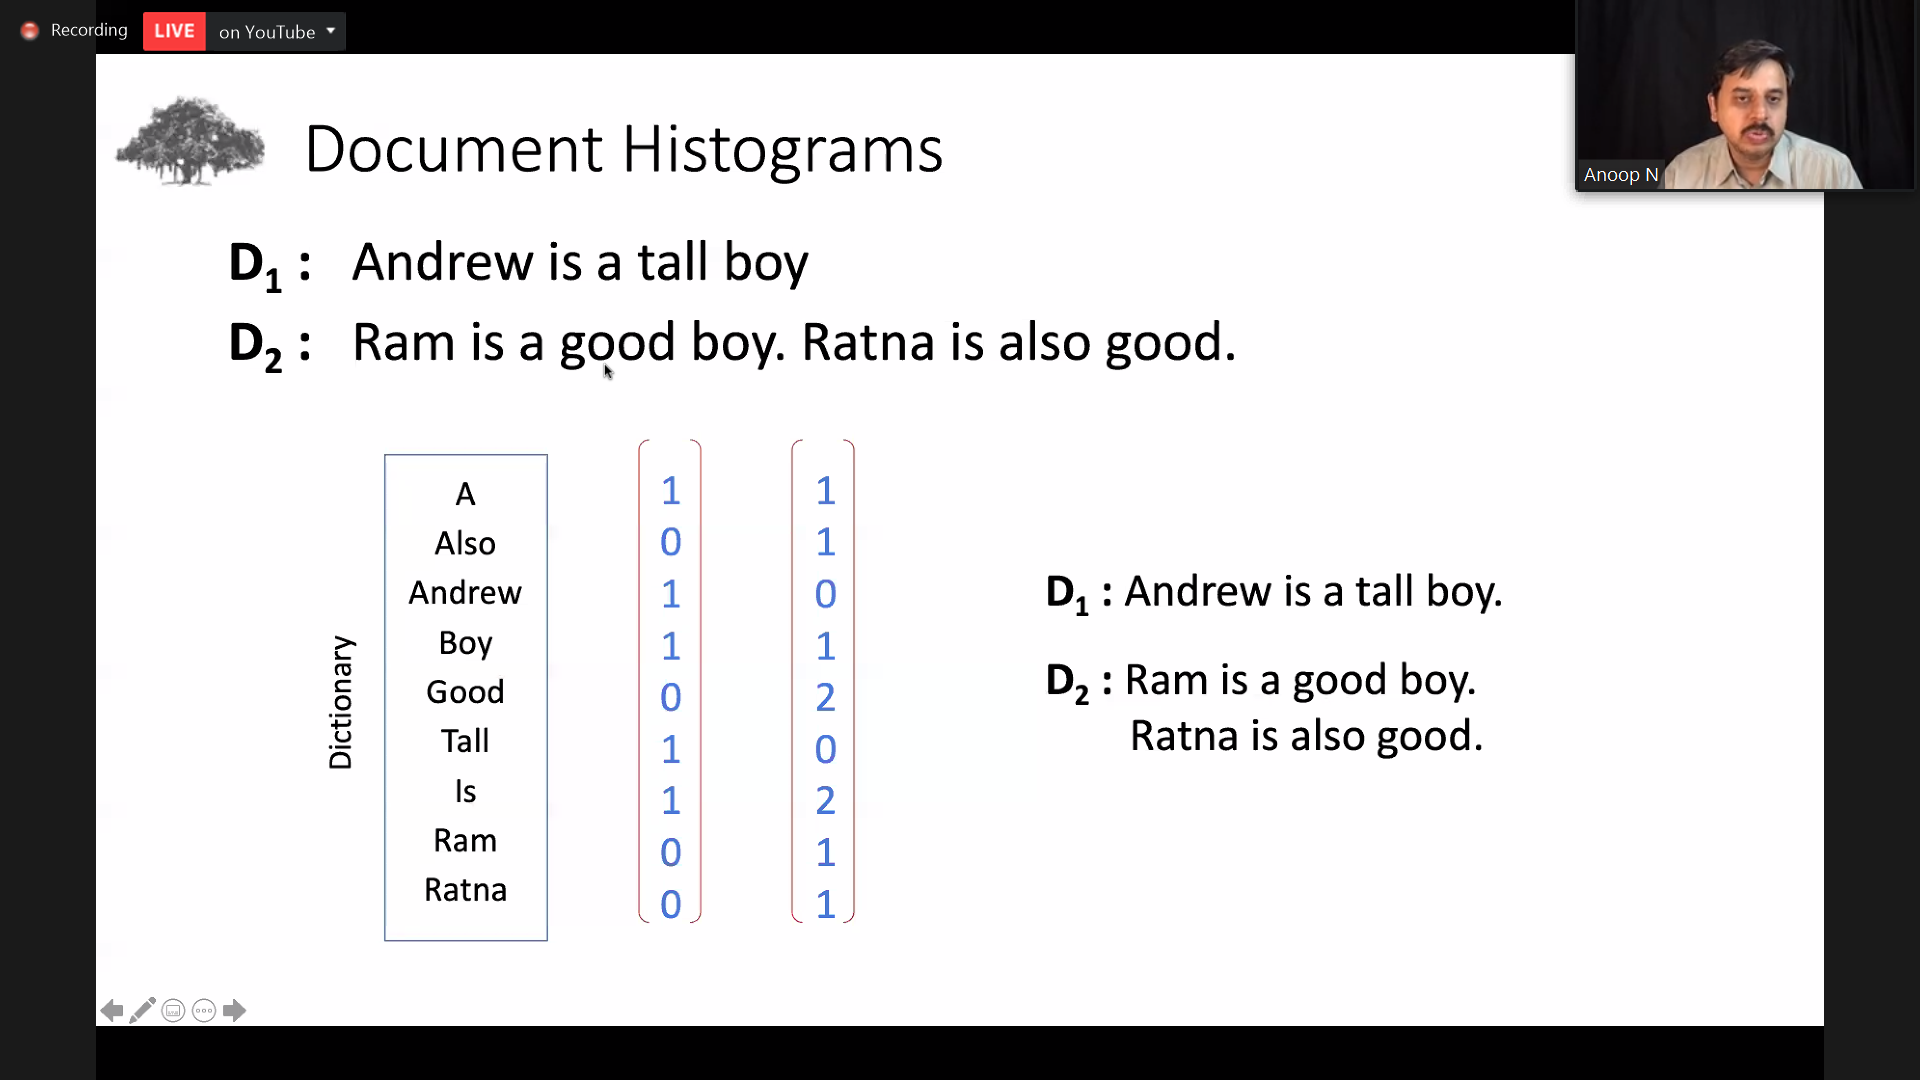 Recording
LIVE on YouTube
Anoop N
Document Histograms
D1 : Andrew is a tall boy
D2 : Ram is a good boy. Ratna is also good.
Dictionary
A 1 1
Also 0 1
Andrew 1 0
Boy 1 1
Good 0 2
Tall 1 0
Is 1 2
Ram 0 1
Ratna 0 1
D1 : Andrew is a tall boy.
D2 : Ram is a good boy.
Ratna is also good.